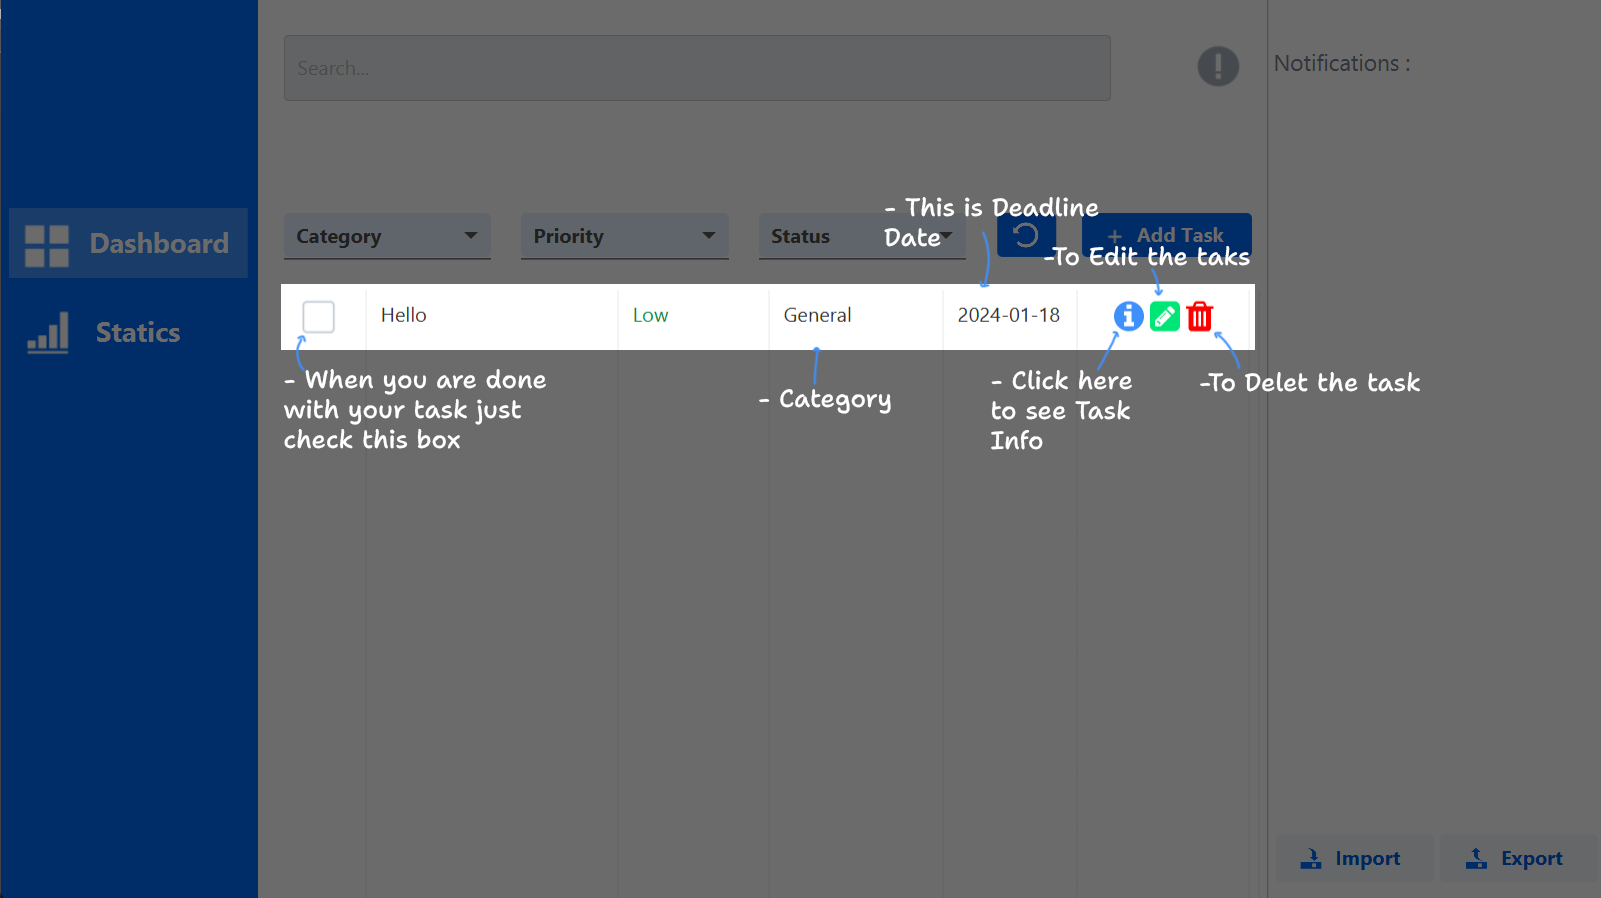 Search...
Notifications :
Dashboard
Statics
- This is Deadline
Date
Category
Priority
Status
+ Add Task
-To Edit the taks
Hello
Low
General
2024-01-18
- When you are done
with your task just
check this box
- Category
- Click here
to see Task
Info
-To Delet the task
Import
Export